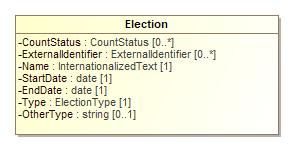 Election
-CountStatus : CountStatus [0..*]
-ExternalIdentifier : ExternalIdentifier [0..*]
-Name : InternationalizedText [1]
-StartDate : date [1]
-EndDate : date [1]
-Type : ElectionType [1]
-OtherType : string [0..1]